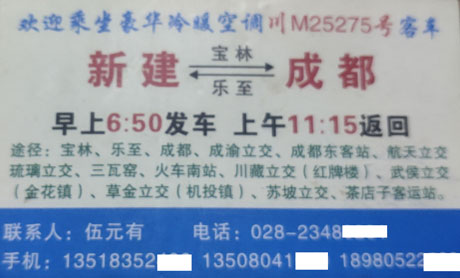 欢迎乘坐豪华冷暖空调川M25275号客车
新建 宝林 成都
乐至
早上6:50发车 上午11:15返回
途径：宝林、乐至、成都、成渝立交、成都东客站、航天立交
琉璃立交、三瓦窑、火车南站、川藏立交（红牌楼）、武侯立交
（金花镇）、草金立交（机投镇）、苏坡立交、茶店子客运站。
联系人：伍元有 电话：028-2348
手机：13518352 13508041 18980522